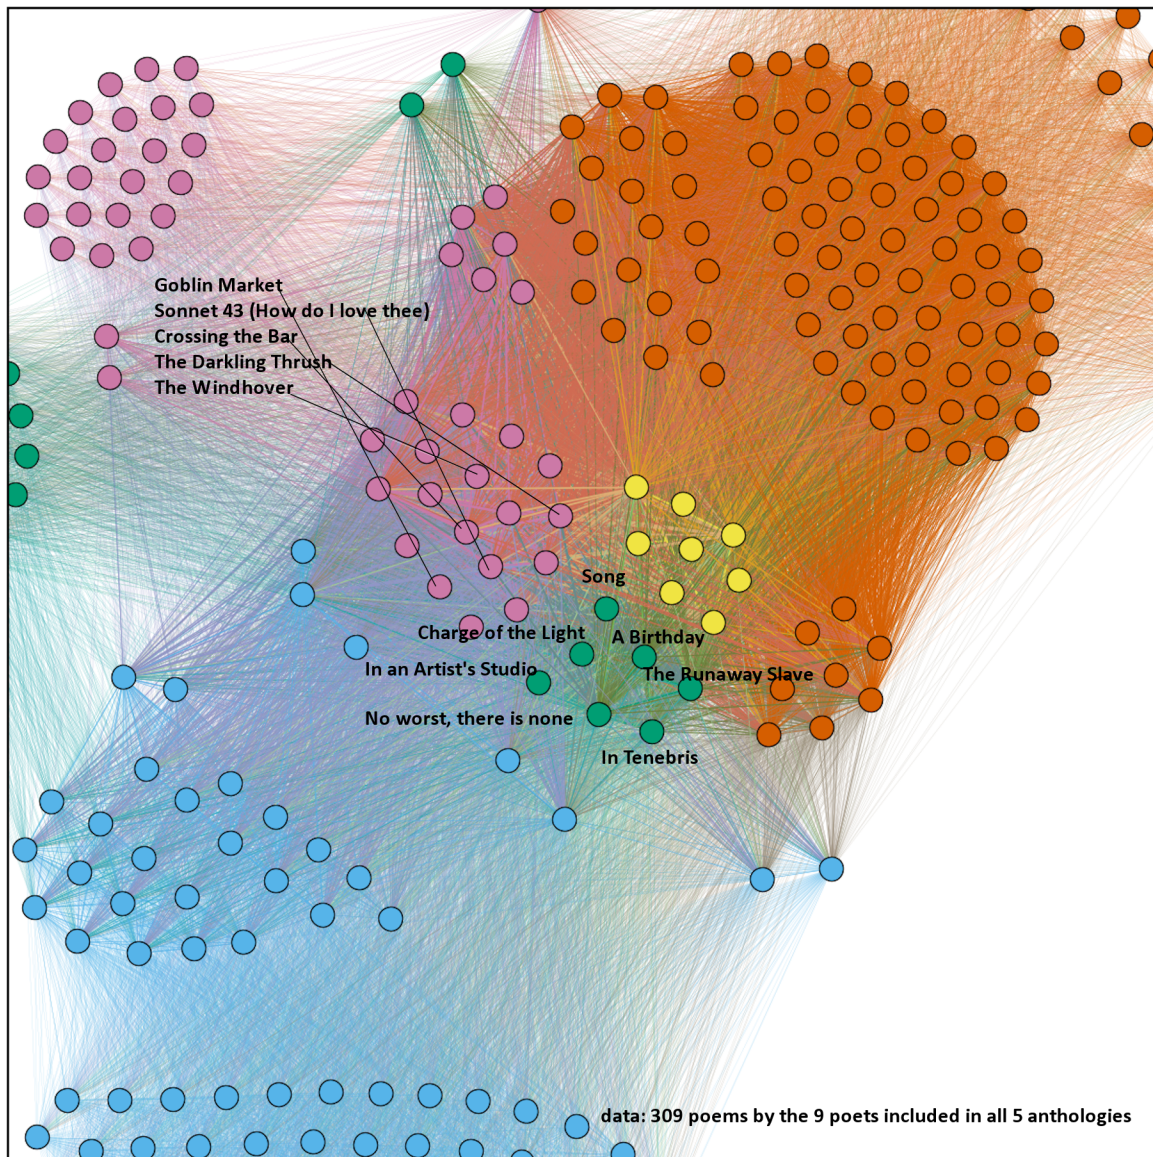 Goblin Market
Sonnet 43 (How do I love thee)
Crossing the Bar
The Darkling Thrush
The Windhover
Song
Charge of the Light
A Birthday
In an Artist's Studio
The Runaway Slave
No worst, there is none
In Tenebris
data: 309 poems by the 9 poets included in all 5 anthologies